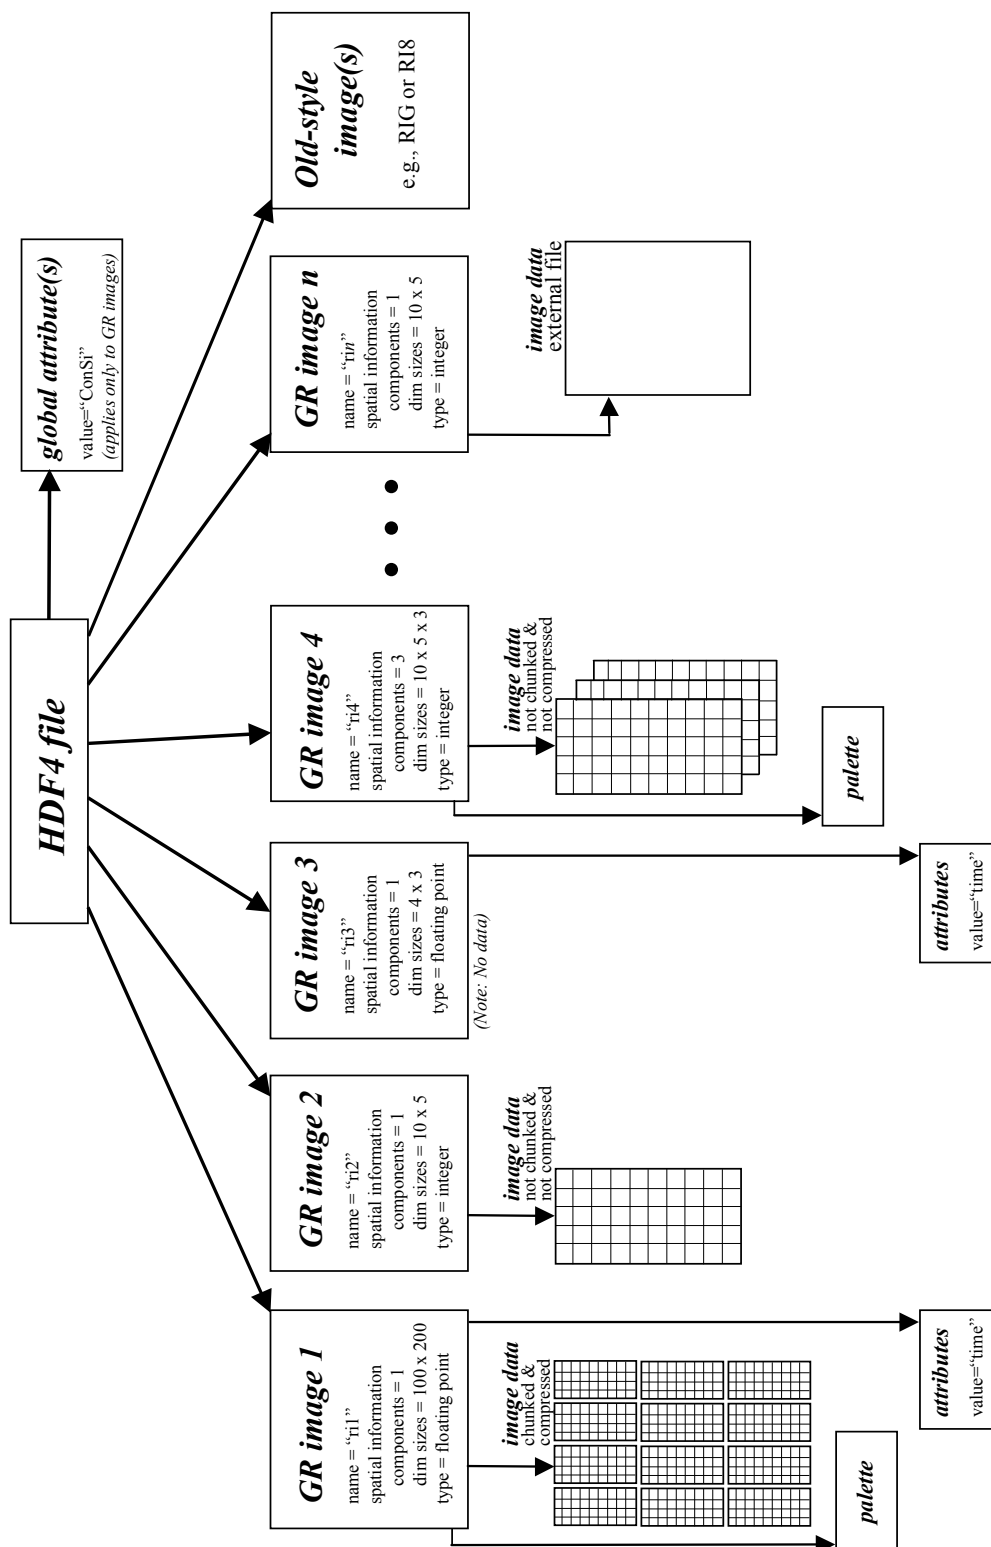 HDF4 file
global attribute(s)
value=“ConSi”
(applies only to GR images)
GR image 1
name = “ri1”
spatial information
components = 1
dim sizes = 100 x 200
type = floating point
GR image 2
name = “ri2”
spatial information
components = 1
dim sizes = 10 x 5
type = integer
GR image 3
name = “ri3”
spatial information
components = 1
dim sizes = 4 x 3
type = floating point
(Note: No data)
GR image 4
name = “ri4”
spatial information
components = 3
dim sizes = 10 x 5 x 3
type = integer
GR image n
name = “rin”
spatial information
components = 1
dim sizes = 10 x 5
type = integer
Old-style
image(s)
e.g., RIG or RI8
image data
chunked &
compressed
image data
not chunked &
not compressed
image data
not chunked &
not compressed
image data
external file
palette
attributes
value=“time”
attributes
value=“time”
palette